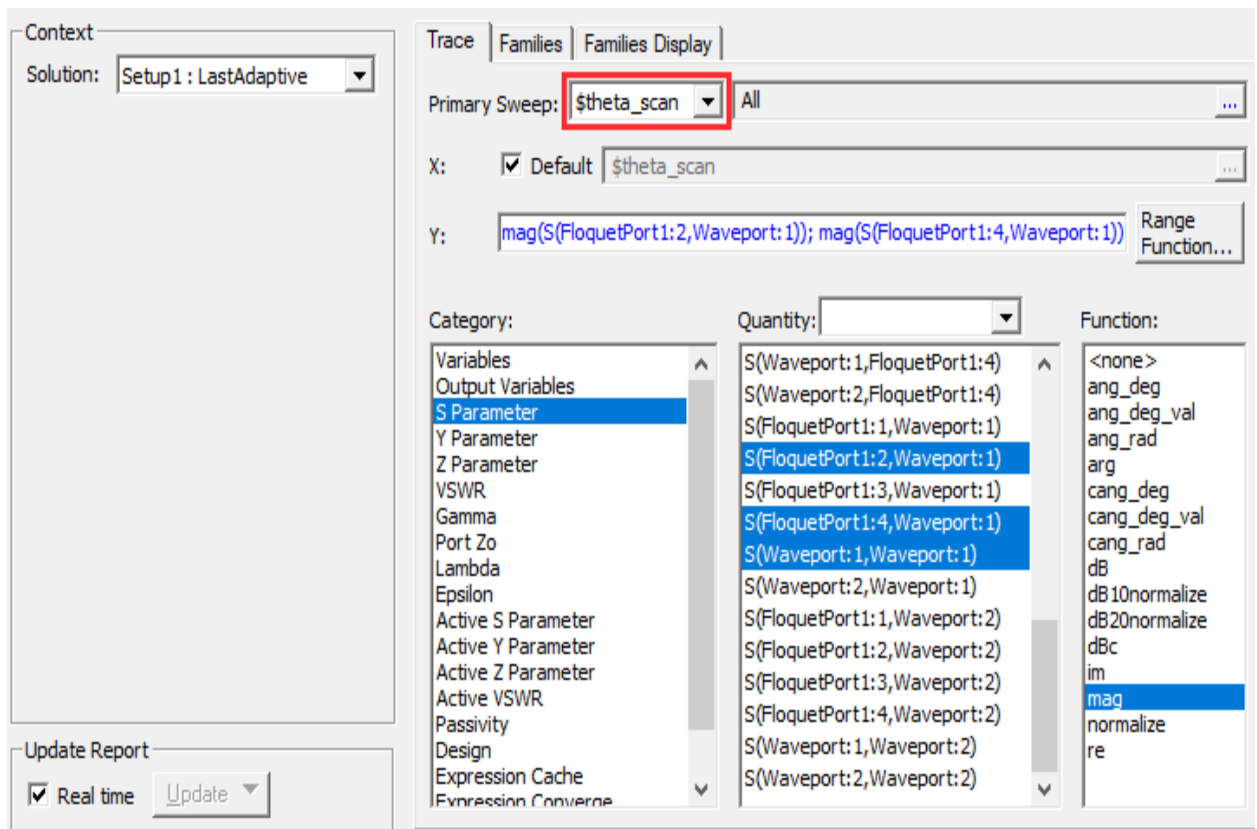 Context
Solution: Setup1 : LastAdaptive
Trace Families Families Display
Primary Sweep: $theta_scan All ...
X: Default $theta_scan ...
Y: mag(S(FloquetPort1:2,Waveport:1)); mag(S(FloquetPort1:4,Waveport:1)) Range Function...
Category:
Variables
Output Variables
S Parameter
Y Parameter
Z Parameter
VSWR
Gamma
Port Zo
Lambda
Epsilon
Active S Parameter
Active Y Parameter
Active Z Parameter
Active VSWR
Passivity
Design
Expression Cache
Expression Converge
Quantity:
S(Waveport:1,FloquetPort1:4)
S(Waveport:2,FloquetPort1:4)
S(FloquetPort1:1,Waveport:1)
S(FloquetPort1:2,Waveport:1)
S(FloquetPort1:3,Waveport:1)
S(FloquetPort1:4,Waveport:1)
S(Waveport:1,Waveport:1)
S(Waveport:2,Waveport:1)
S(FloquetPort1:1,Waveport:2)
S(FloquetPort1:2,Waveport:2)
S(FloquetPort1:3,Waveport:2)
S(FloquetPort1:4,Waveport:2)
S(Waveport:1,Waveport:2)
S(Waveport:2,Waveport:2)
Function:
<none>
ang_deg
ang_deg_val
ang_rad
arg
cang_deg
cang_deg_val
cang_rad
dB
dB10normalize
dB20normalize
dBc
im
mag
normalize
re
Update Report
Real time Update